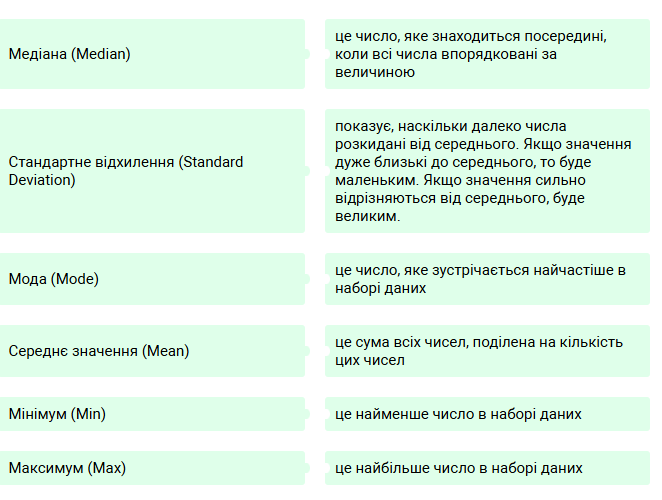 Медіана (Median)
це число, яке знаходиться посередині,
коли всі числа впорядковані за
величиною
Стандартне відхилення (Standard
Deviation)
показує, наскільки далеко числа
розкидані від середнього. Якщо значення
дуже близькі до середнього, то буде
маленьким. Якщо значення сильно
відрізняються від середнього, буде
великим.
Мода (Mode)
це число, яке зустрічається найчастіше в
наборі даних
Середнє значення (Mean)
це сума всіх чисел, поділена на кількість
цих чисел
Мінімум (Min)
це найменше число в наборі даних
Максимум (Max)
це найбільше число в наборі даних